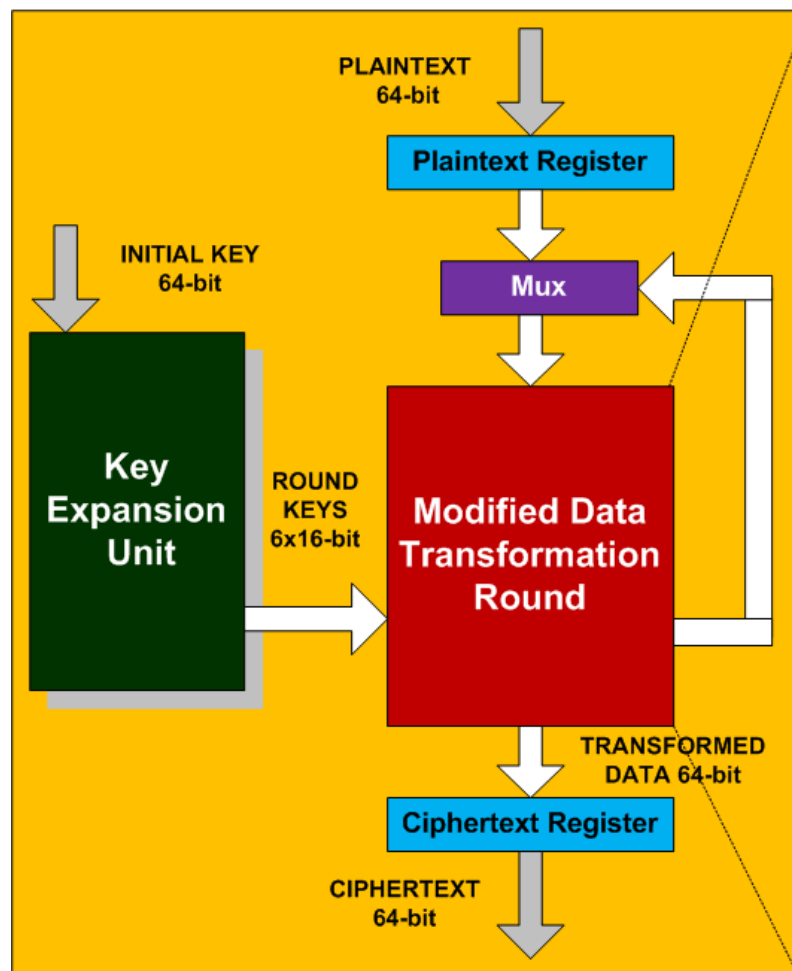 PLAINTEXT
64-bit
Plaintext Register
INITIAL KEY
64-bit
Mux
Key
Expansion
Unit
ROUND
KEYS
6x16-bit
Modified Data
Transformation
Round
TRANSFORMED
DATA 64-bit
Ciphertext Register
CIPHERTEXT
64-bit